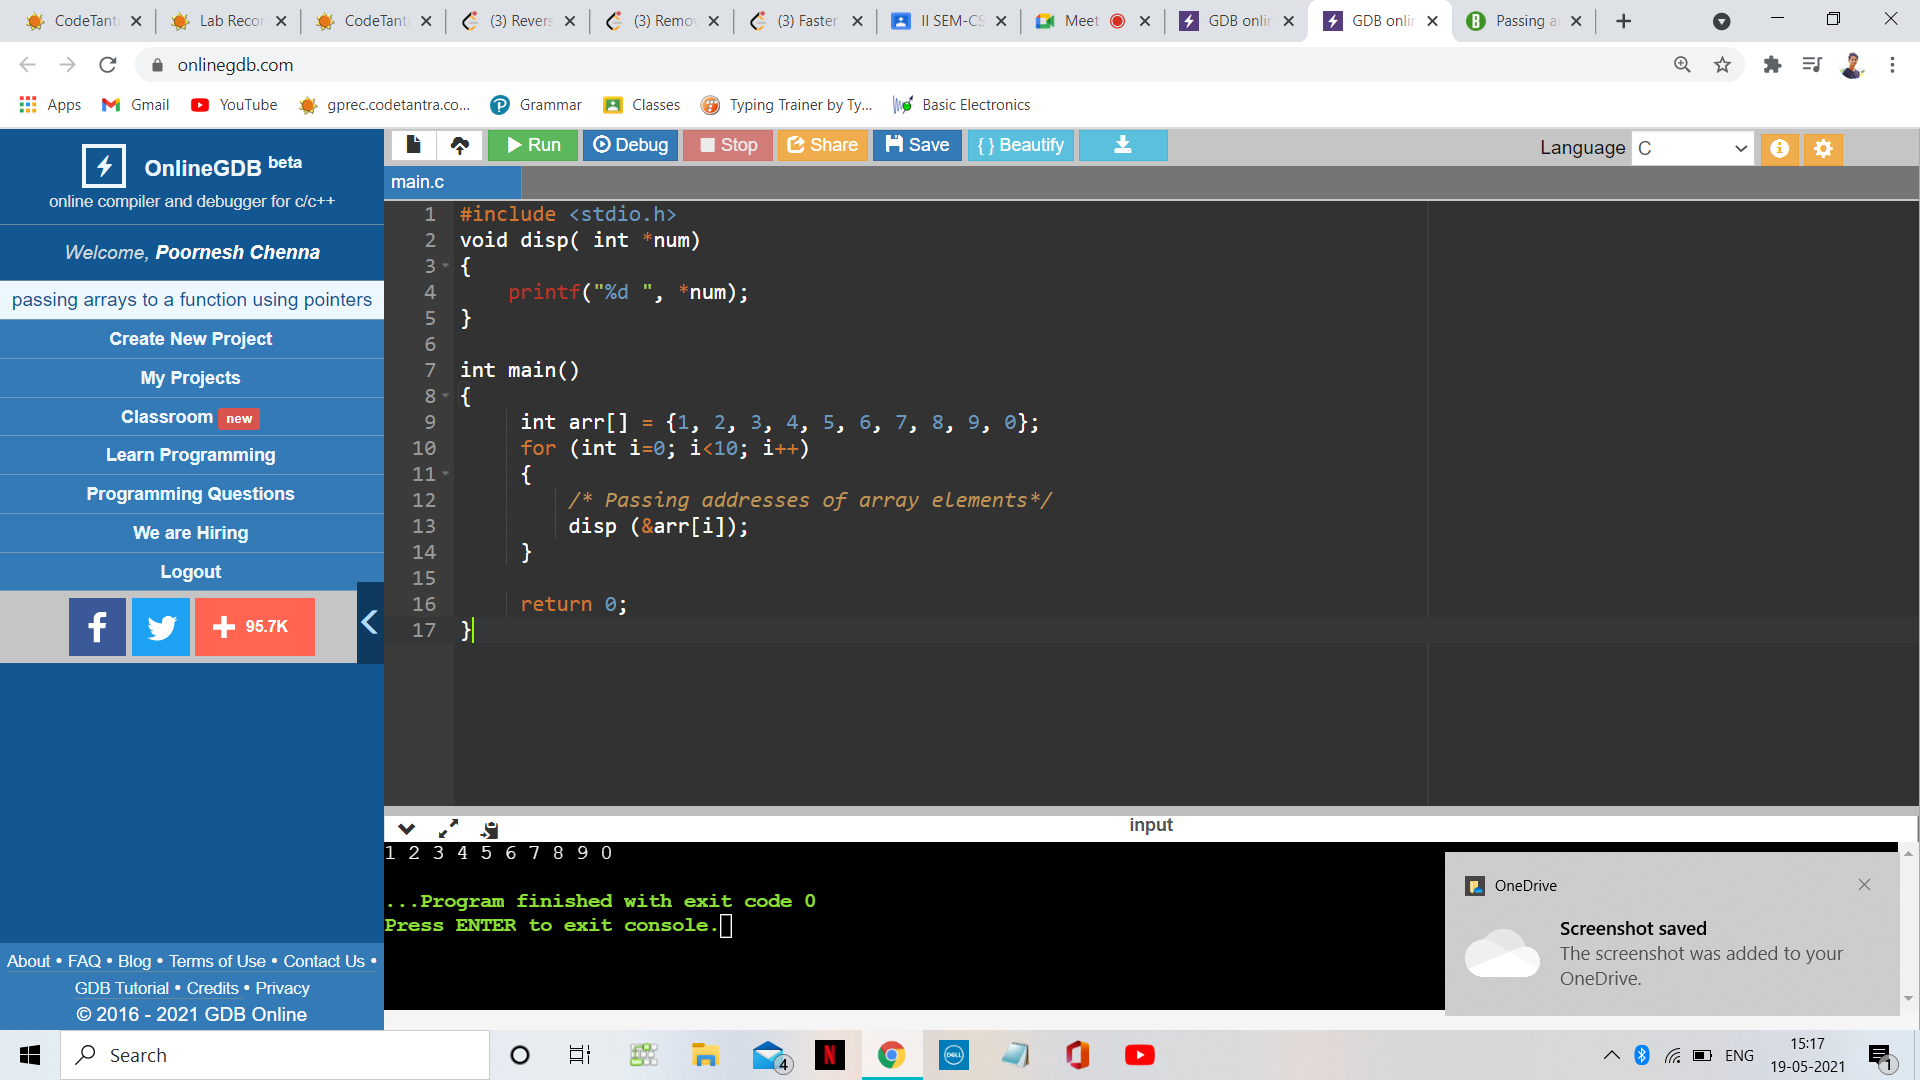 CodeTant
Lab Recor
CodeTant
(3) Revers
(3) Remov
(3) Faster
II SEM-CS
Meet
GDB onlin
GDB onlin
Passing a
onlinegdb.com
Apps
Gmail
YouTube
gprec.codetantra.co...
Grammar
Classes
Typing Trainer by Ty...
Basic Electronics
OnlineGDB beta
online compiler and debugger for c/c++
Welcome, Poornesh Chenna
passing arrays to a function using pointers
Create New Project
My Projects
Classroom new
Learn Programming
Programming Questions
We are Hiring
Logout
f
95.7K
About • FAQ • Blog • Terms of Use • Contact Us •
GDB Tutorial • Credits • Privacy
© 2016 - 2021 GDB Online
Run
Debug
Stop
Share
Save
{ } Beautify
Language C
main.c
1 #include <stdio.h>
2 void disp( int *num)
3 {
4 printf("%d ", *num);
5 }
6
7 int main()
8 {
9 int arr[] = {1, 2, 3, 4, 5, 6, 7, 8, 9, 0};
10 for (int i=0; i<10; i++)
11 {
12 /* Passing addresses of array elements*/
13 disp (&arr[i]);
14 }
15
16 return 0;
17 }
input
1 2 3 4 5 6 7 8 9 0
...Program finished with exit code 0
Press ENTER to exit console.
OneDrive
Screenshot saved
The screenshot was added to your
OneDrive.
Search
4
N
DELL
ENG
15:17
19-05-2021
1